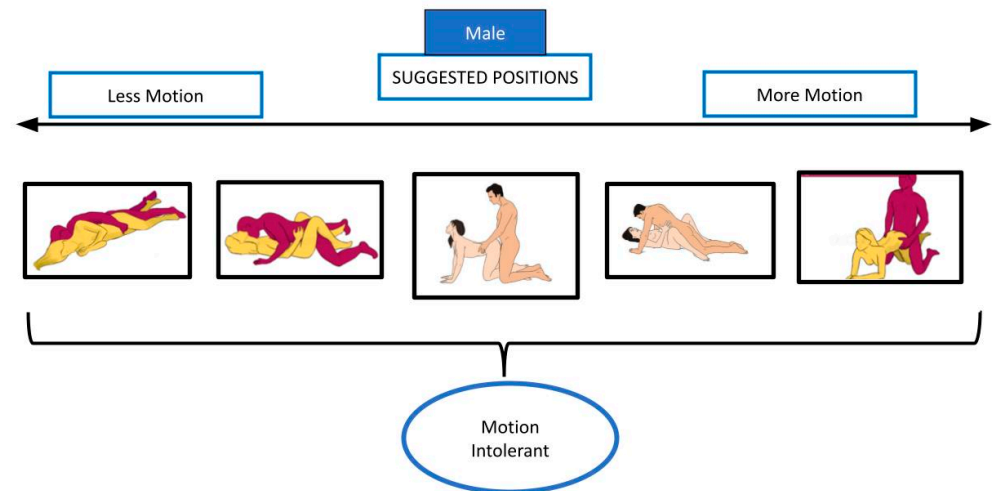 Male
SUGGESTED POSITIONS
Less Motion
More Motion
Motion
Intolerant